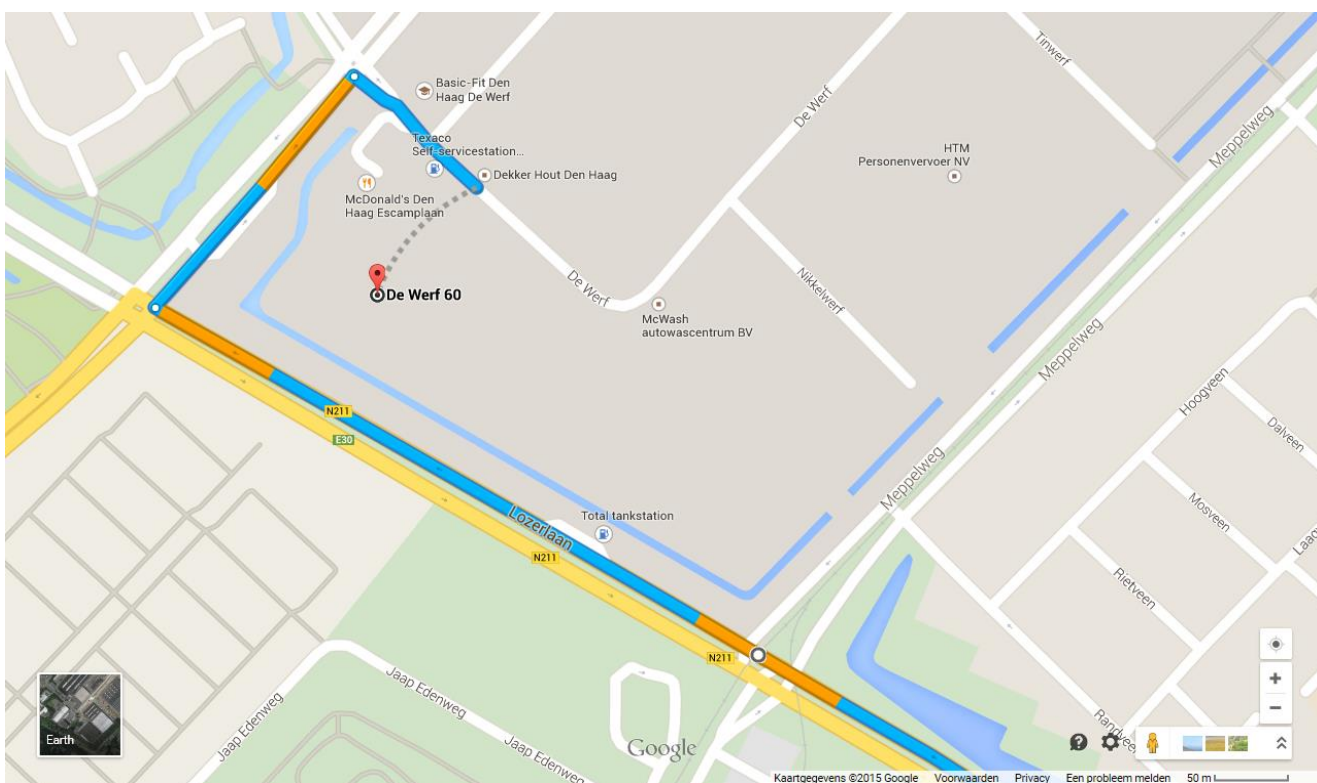 Tinwerf
Basic-Fit Den
Haag De Werf
De Werf
Meppelweg
Texaco
Self-servicestation...
HTM
Personenvervoer NV
Dekker Hout Den Haag
McDonald's Den
Haag Escamplaan
De Werf 60
De Werf
Nikkelwerf
McWash
autowascentrum BV
Meppelweg
Hoogveen
Dalveen
N211
E30
Meppelweg
Mosveen
Total tankstation
Lozerlaan
N211
Rietveen
N211
Jaap Edenweg
Jaap Edenweg
Jaap Edenweg
Earth
Google
Kaartgegevens ©2015 Google Voorwaarden Privacy Een probleem melden 50 m